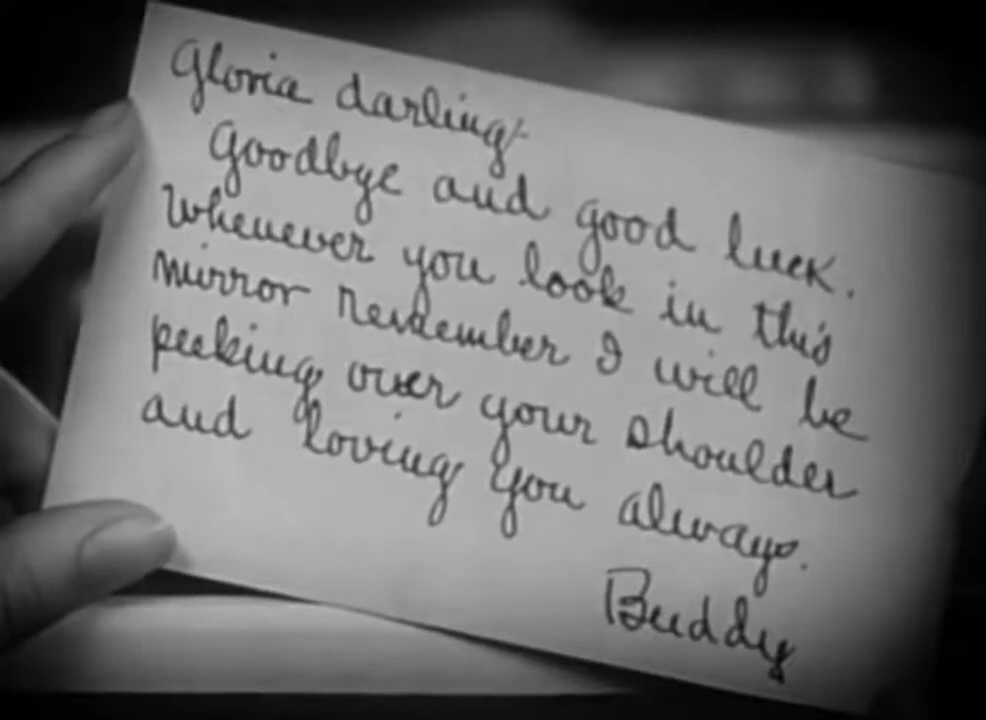 Gloria darling-
Goodbye and good luck.
Whenever you look in this
mirror remember I will be
peeking over your shoulder
and loving you always.
Buddy